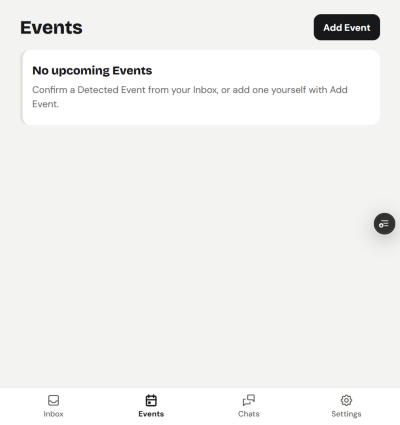 Events
Add Event
No upcoming Events
Confirm a Detected Event from your Inbox, or add one yourself with Add
Event.
Inbox
Events
Chats
Settings